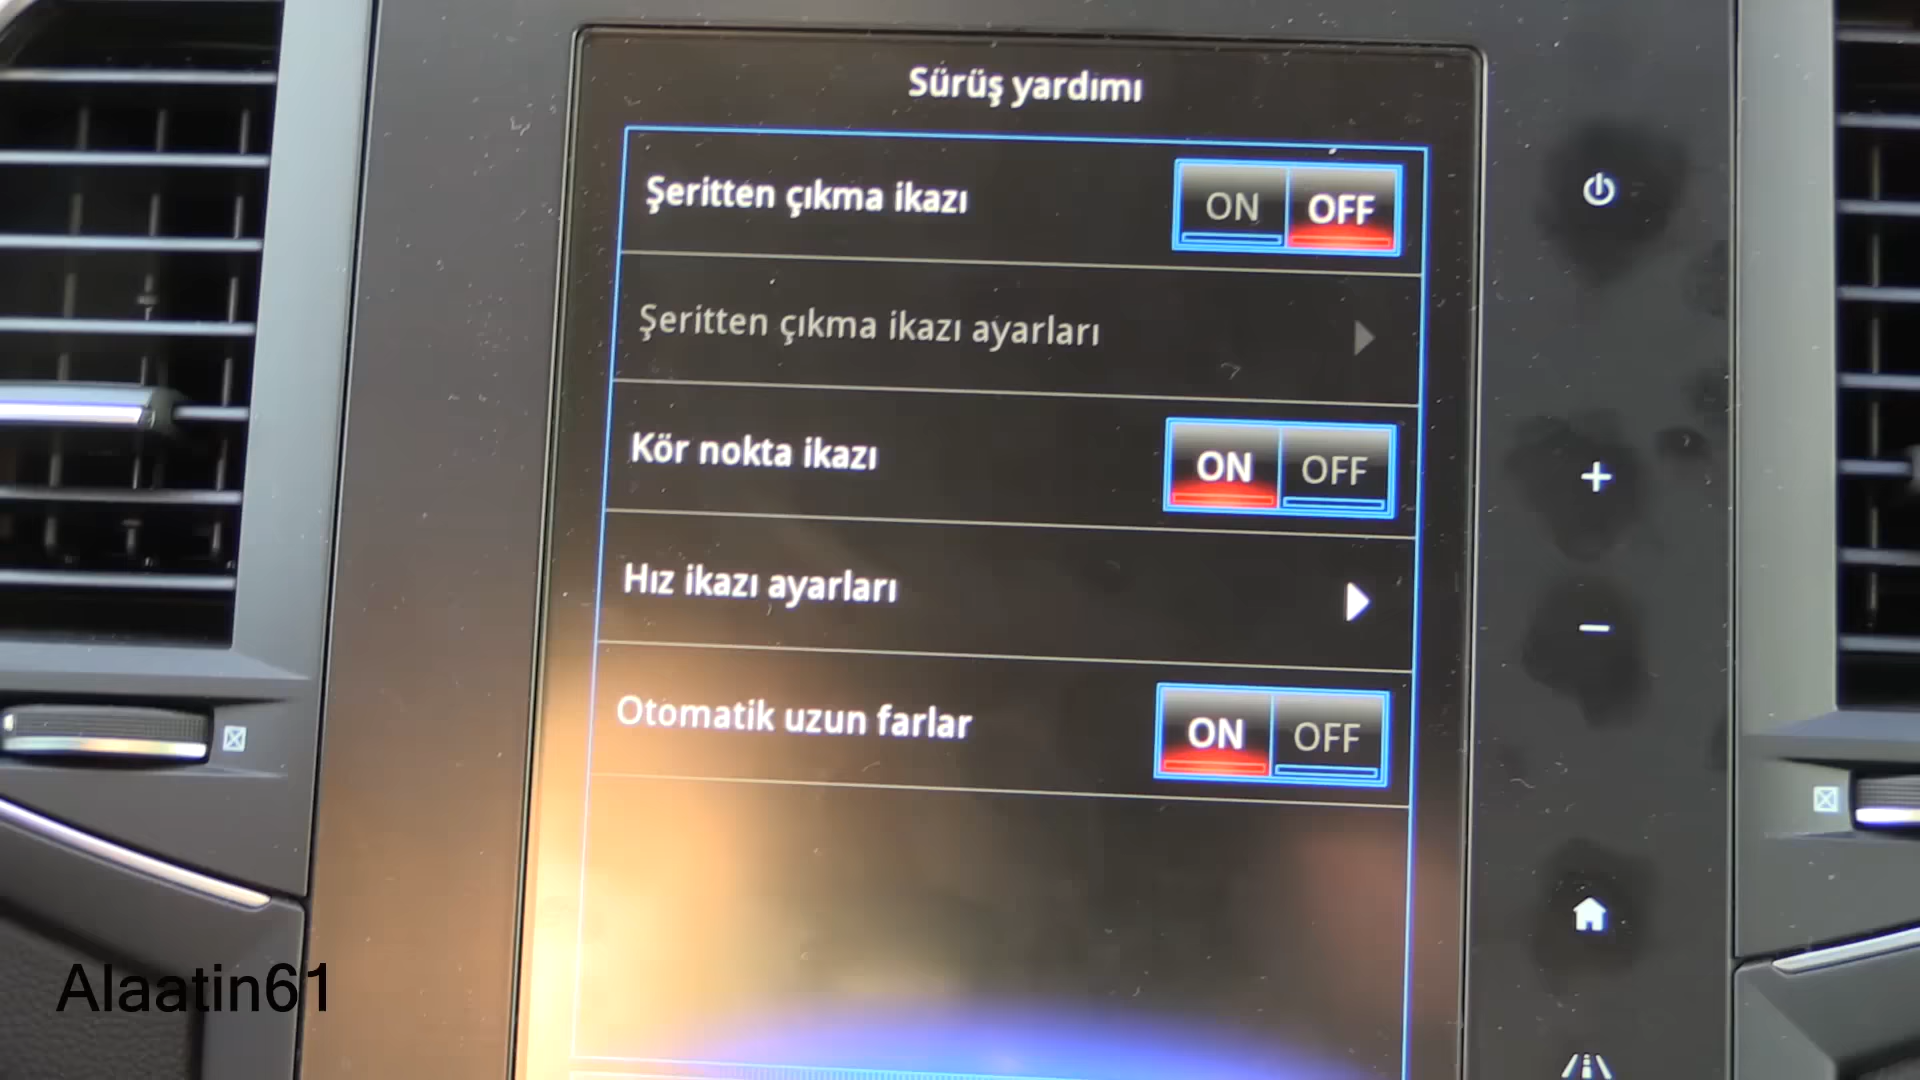 Sürüş yardımı
Şeritten çıkma ikazı ON OFF
Şeritten çıkma ikazı ayarları
Kör nokta ikazı ON OFF
Hız ikazı ayarları
Otomatik uzun farlar ON OFF
Alaatin61